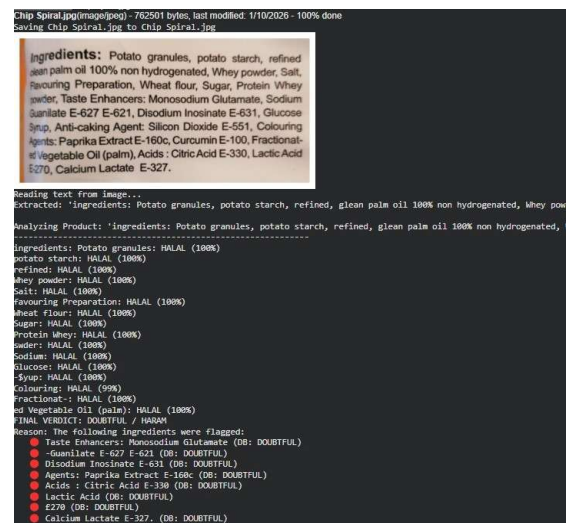 Chip Spiral.jpg(image/jpeg) - 762501 bytes, last modified: 1/10/2026 - 100% done
Saving Chip Spiral.jpg to Chip Spiral.jpg
Ingredients: Potato granules, potato starch, refined
olean palm oil 100% non hydrogenated, Whey powder, Salt,
Flavouring Preparation, Wheat flour, Sugar, Protein Whey
powder, Taste Enhancers: Monosodium Glutamate, Sodium
Guanilate E-627 E-621, Disodium Inosinate E-631, Glucose
Syrup, Anti-caking Agent: Silicon Dioxide E-551, Colouring
Agents: Paprika Extract E-160c, Curcumin E-100, Fractionat-
ed Vegetable Oil (palm), Acids : Citric Acid E-330, Lactic Acid
E-270, Calcium Lactate E-327.
Reading text from image...
Extracted: 'ingredients: Potato granules, potato starch, refined, glean palm oil 100% non hydrogenated, Whey pow
Analyzing Product: 'ingredients: Potato granules, potato starch, refined, glean palm oil 100% non hydrogenated,
------------------------------------------------------------
ingredients: Potato granules: HALAL (100%)
potato starch: HALAL (100%)
refined: HALAL (100%)
Whey powder: HALAL (100%)
Sait: HALAL (100%)
favouring Preparation: HALAL (100%)
Wheat flour: HALAL (100%)
Sugar: HALAL (100%)
Protein Whey: HALAL (100%)
swder: HALAL (100%)
Sodium: HALAL (100%)
Glucose: HALAL (100%)
-$yup: HALAL (100%)
Colouring: HALAL (99%)
Fractionat-: HALAL (100%)
ed Vegetable Oil (palm): HALAL (100%)
FINAL VERDICT: DOUBTFUL / HARAM
Reason: The following ingredients were flagged:
Taste Enhancers: Monosodium Glutamate (DB: DOUBTFUL)
-Guanilate E-627 E-621 (DB: DOUBTFUL)
Disodium Inosinate E-631 (DB: DOUBTFUL)
Agents: Paprika Extract E-160c (DB: DOUBTFUL)
Acids : Citric Acid E-330 (DB: DOUBTFUL)
Lactic Acid (DB: DOUBTFUL)
£270 (DB: DOUBTFUL)
Calcium Lactate E-327. (DB: DOUBTFUL)